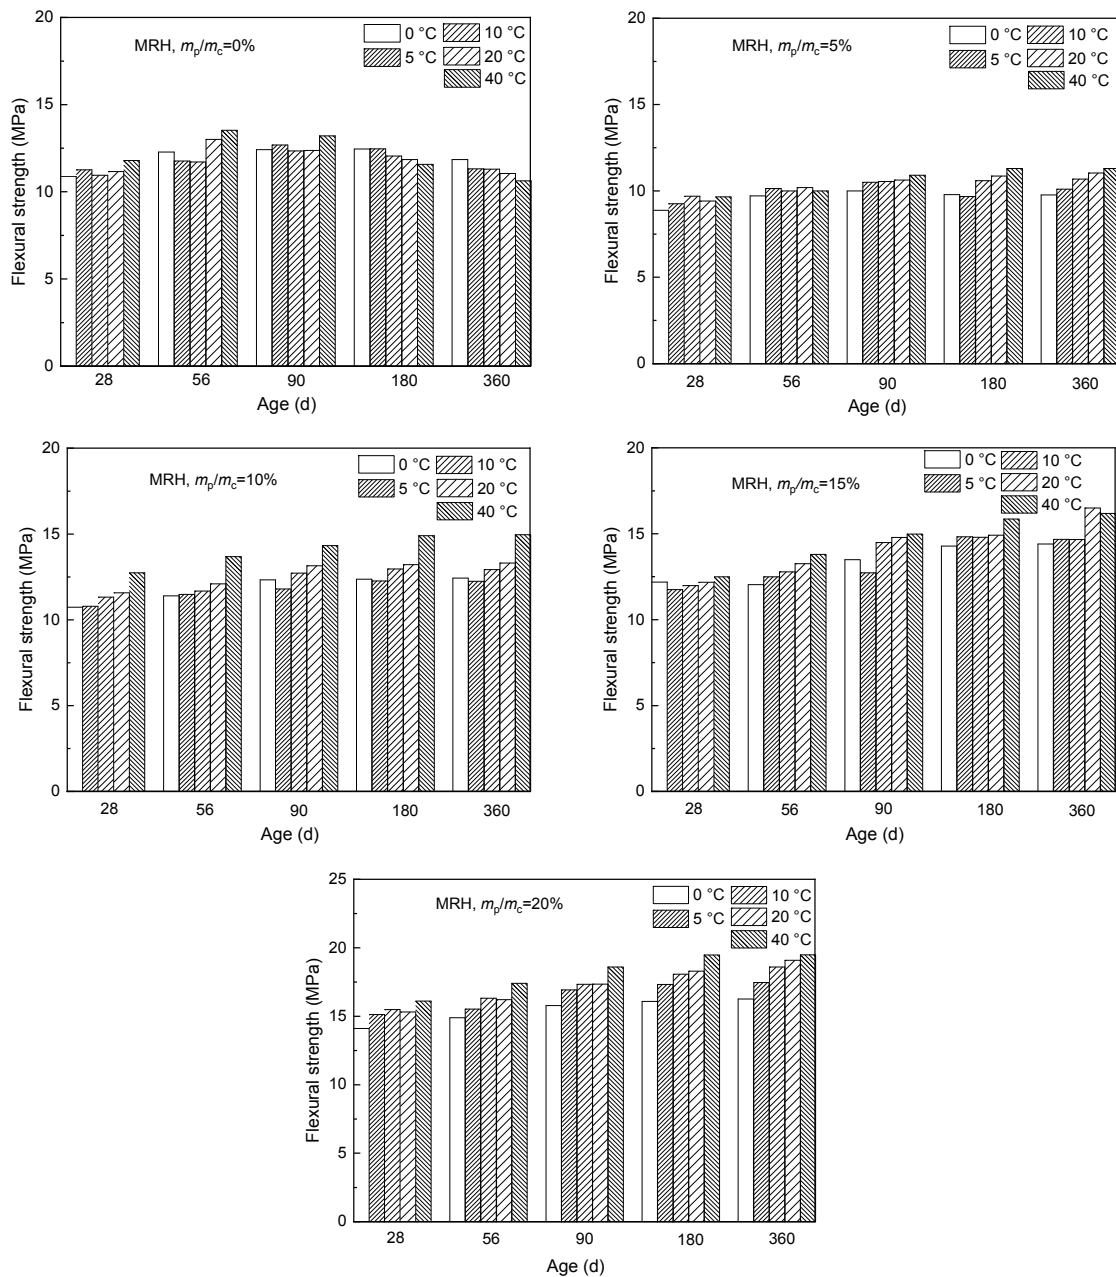 MRH, mp/mc=0%
0 °C 10 °C
5 °C 20 °C
40 °C
20
15
10
5
0
Flexural strength (MPa)
28 56 90 180 360
Age (d)
MRH, mp/mc=5%
0 °C 10 °C
5 °C 20 °C
40 °C
20
15
10
5
0
Flexural strength (MPa)
28 56 90 180 360
Age (d)
MRH, mp/mc=10%
0 °C 10 °C
5 °C 20 °C
40 °C
20
15
10
5
0
Flexural strength (MPa)
28 56 90 180 360
Age (d)
MRH, mp/mc=15%
0 °C 10 °C
5 °C 20 °C
40 °C
20
15
10
5
0
Flexural strength (MPa)
28 56 90 180 360
Age (d)
MRH, mp/mc=20%
0 °C 10 °C
5 °C 20 °C
40 °C
25
20
15
10
5
0
Flexural strength (MPa)
28 56 90 180 360
Age (d)